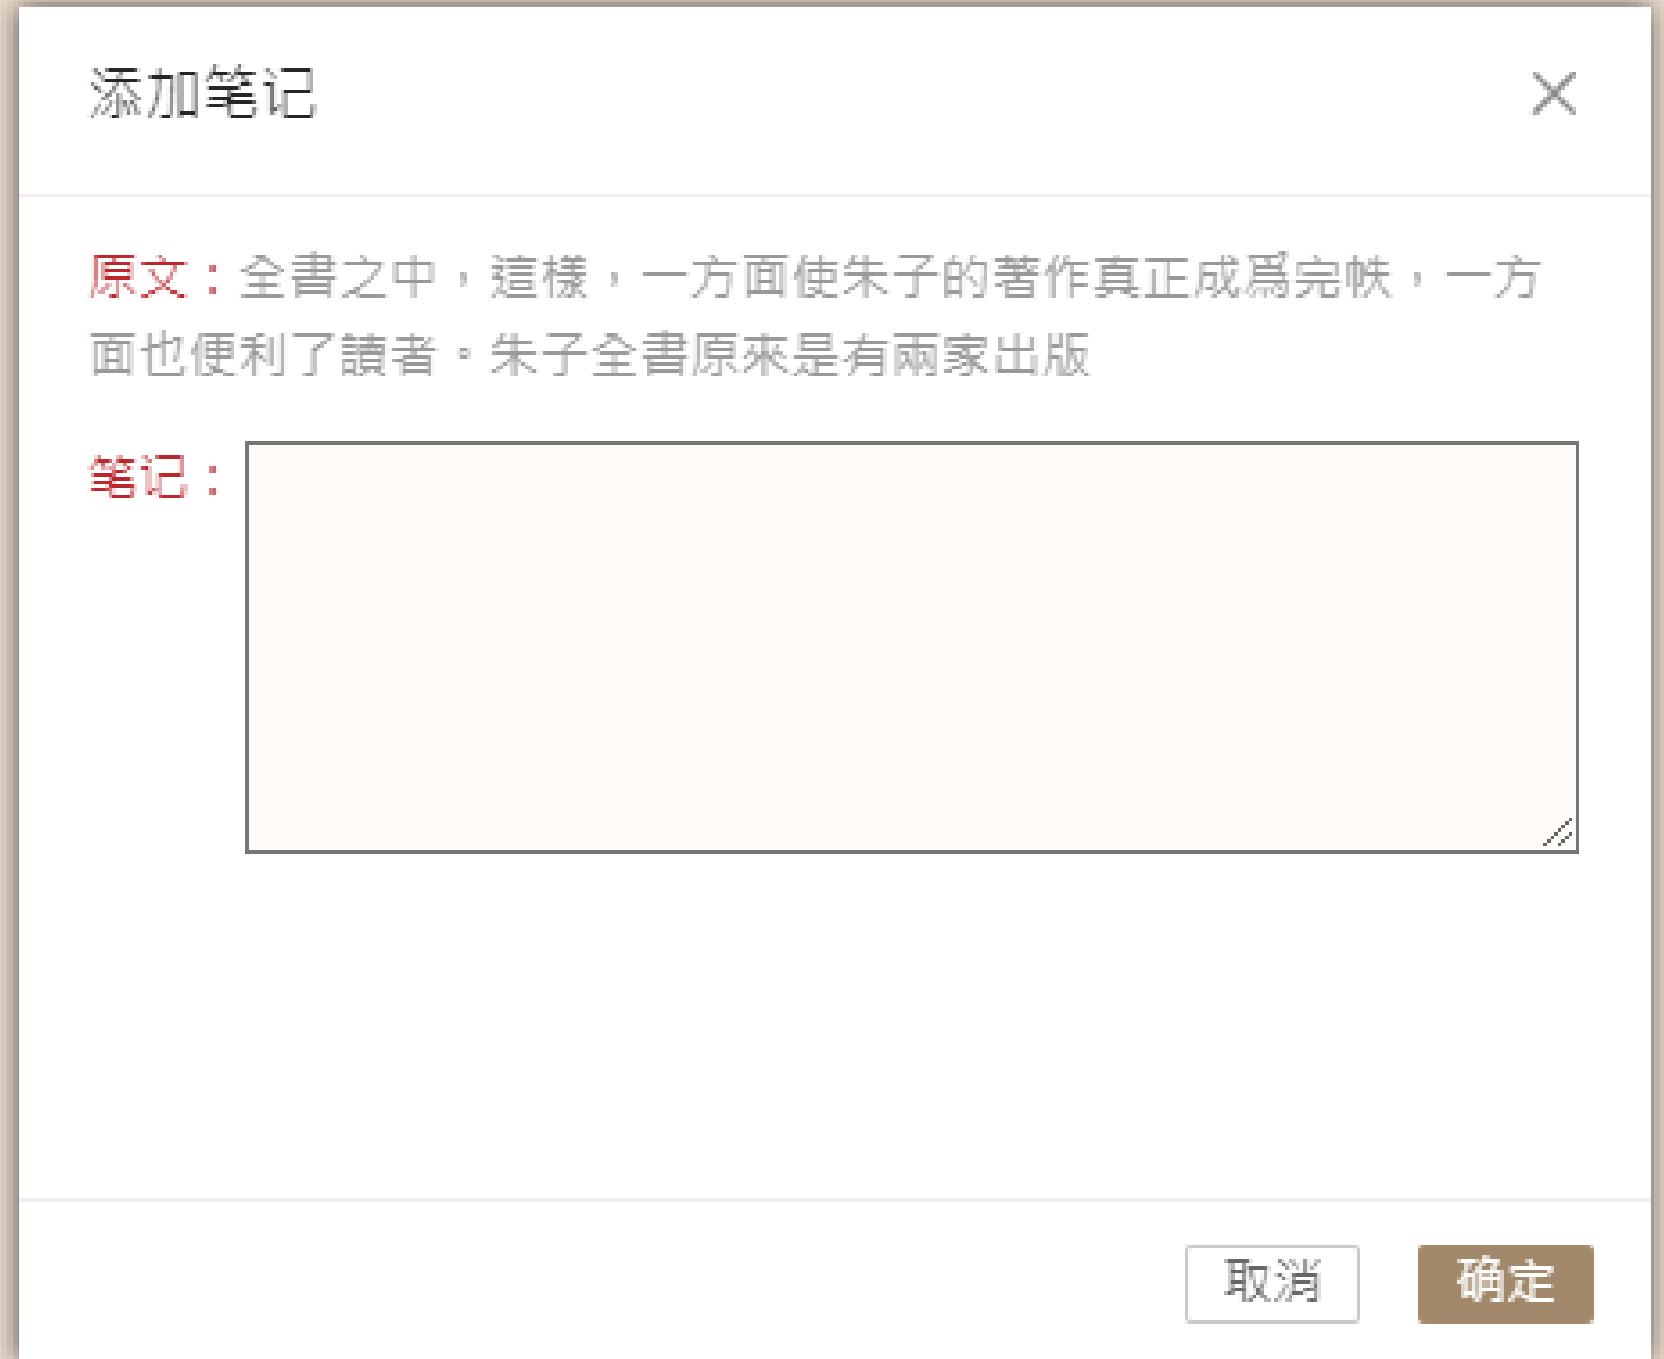 添加笔记
原文：全書之中，這樣，一方面使朱子的著作真正成爲完帙，一方
面也便利了讀者。朱子全書原來是有兩家出版
笔记：
取消
确定